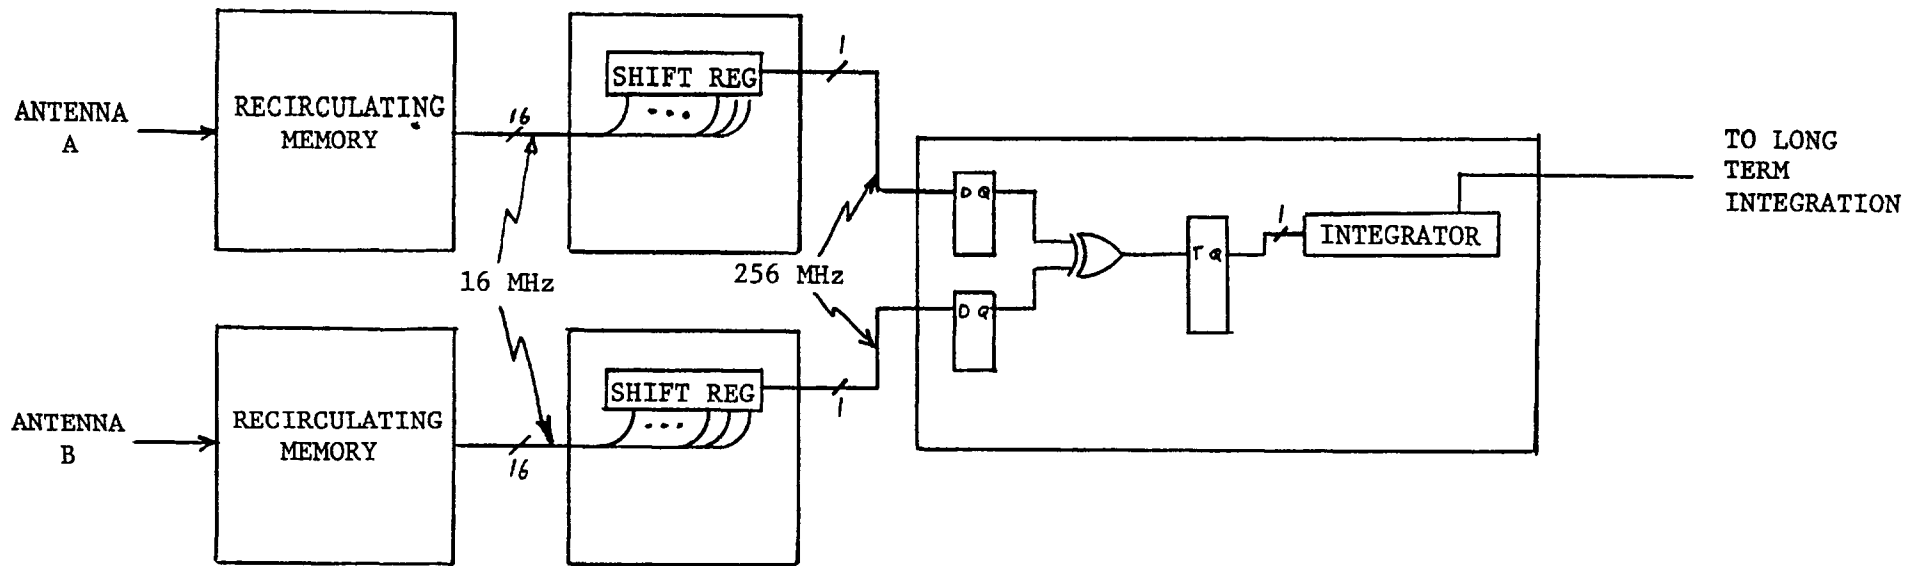 ANTENNA
A
RECIRCULATING
MEMORY
16
SHIFT REG
1
16 MHz
256 MHz
D Q
D Q
T Q
1
INTEGRATOR
TO LONG
TERM
INTEGRATION
ANTENNA
B
RECIRCULATING
MEMORY
16
SHIFT REG
1